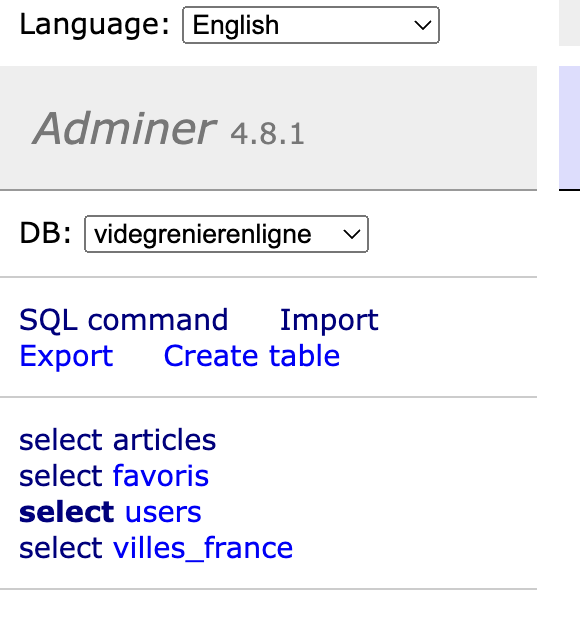 Language: English
Adminer 4.8.1
DB: videgrenierenligne
SQL command Import
Export Create table
select articles
select favoris
select users
select villes_france